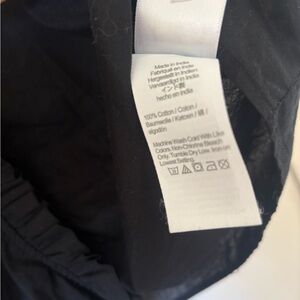 Made in India
Fabriqué en India
Hergestellt in Indien
Vervaardigd in India
インド製
hecho en India
100% Cotton / Coton /
Baumwolle / Katoen / 綿 /
algodón
Machine Wash Cold With Like
Colors, Non-Chlorine Bleach
Only, Tumble Dry Low, Iron on
Lowest Setting.